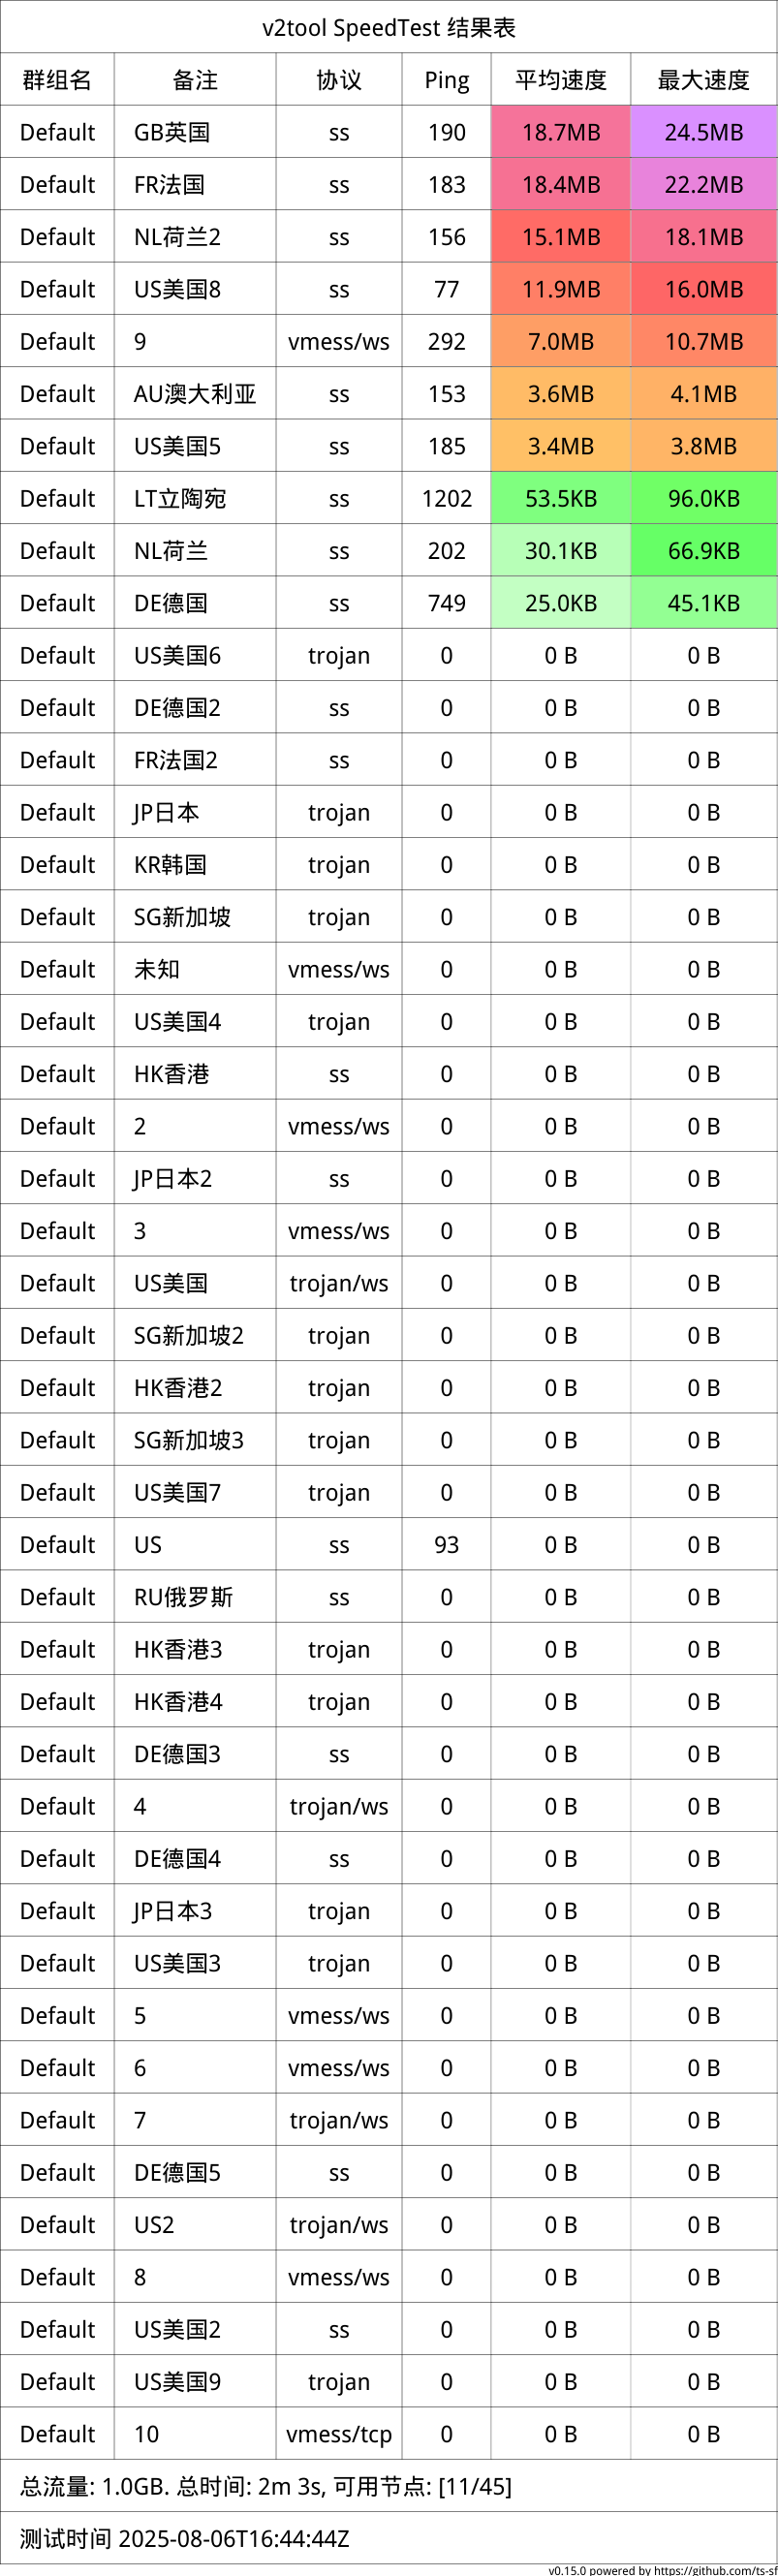 v2tool SpeedTest 结果表
群组名 备注 协议 Ping 平均速度 最大速度
Default GB英国 ss 190 18.7MB 24.5MB
Default FR法国 ss 183 18.4MB 22.2MB
Default NL荷兰2 ss 156 15.1MB 18.1MB
Default US美国8 ss 77 11.9MB 16.0MB
Default 9 vmess/ws 292 7.0MB 10.7MB
Default AU澳大利亚 ss 153 3.6MB 4.1MB
Default US美国5 ss 185 3.4MB 3.8MB
Default LT立陶宛 ss 1202 53.5KB 96.0KB
Default NL荷兰 ss 202 30.1KB 66.9KB
Default DE德国 ss 749 25.0KB 45.1KB
Default US美国6 trojan 0 0 B 0 B
Default DE德国2 ss 0 0 B 0 B
Default FR法国2 ss 0 0 B 0 B
Default JP日本 trojan 0 0 B 0 B
Default KR韩国 trojan 0 0 B 0 B
Default SG新加坡 trojan 0 0 B 0 B
Default 未知 vmess/ws 0 0 B 0 B
Default US美国4 trojan 0 0 B 0 B
Default HK香港 ss 0 0 B 0 B
Default 2 vmess/ws 0 0 B 0 B
Default JP日本2 ss 0 0 B 0 B
Default 3 vmess/ws 0 0 B 0 B
Default US美国 trojan/ws 0 0 B 0 B
Default SG新加坡2 trojan 0 0 B 0 B
Default HK香港2 trojan 0 0 B 0 B
Default SG新加坡3 trojan 0 0 B 0 B
Default US美国7 trojan 0 0 B 0 B
Default US ss 93 0 B 0 B
Default RU俄罗斯 ss 0 0 B 0 B
Default HK香港3 trojan 0 0 B 0 B
Default HK香港4 trojan 0 0 B 0 B
Default DE德国3 ss 0 0 B 0 B
Default 4 trojan/ws 0 0 B 0 B
Default DE德国4 ss 0 0 B 0 B
Default JP日本3 trojan 0 0 B 0 B
Default US美国3 trojan 0 0 B 0 B
Default 5 vmess/ws 0 0 B 0 B
Default 6 vmess/ws 0 0 B 0 B
Default 7 trojan/ws 0 0 B 0 B
Default DE德国5 ss 0 0 B 0 B
Default US2 trojan/ws 0 0 B 0 B
Default 8 vmess/ws 0 0 B 0 B
Default US美国2 ss 0 0 B 0 B
Default US美国9 trojan 0 0 B 0 B
Default 10 vmess/tcp 0 0 B 0 B
总流量: 1.0GB. 总时间: 2m 3s, 可用节点: [11/45]
测试时间 2025-08-06T16:44:44Z
v0.15.0 powered by https://github.com/ts-sf